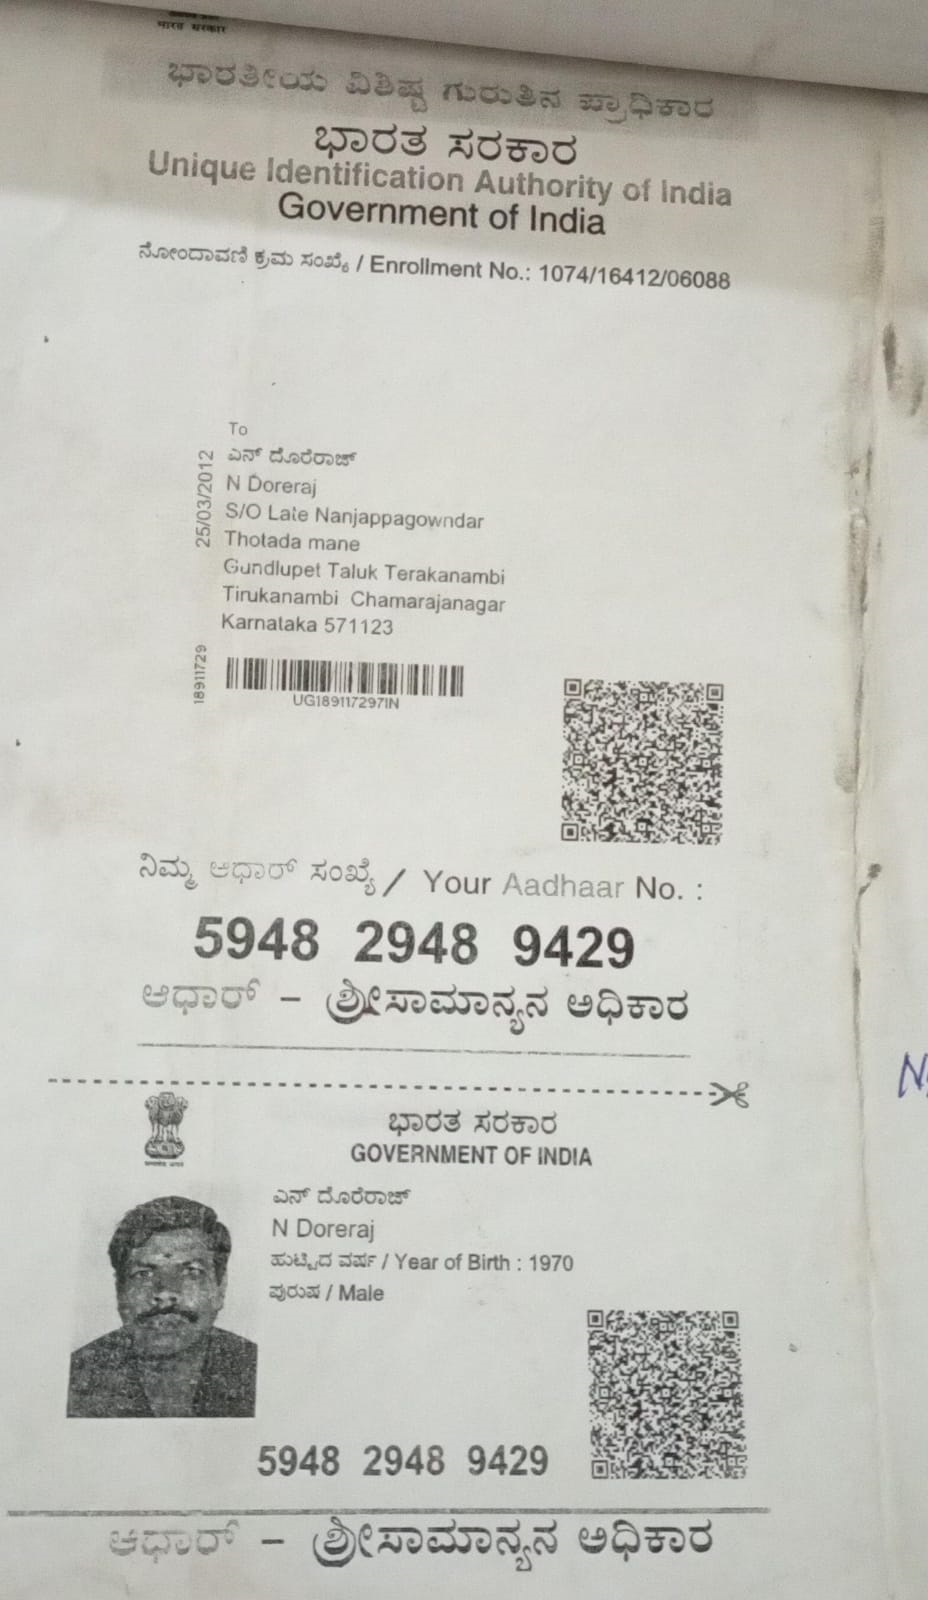 भारत सरकार
ಭಾರತೀಯ ವಿಶಿಷ್ಟ ಗುರುತಿನ ಪ್ರಾಧಿಕಾರ
ಭಾರತ ಸರಕಾರ
Unique Identification Authority of India
Government of India
ನೋಂದಾವಣಿ ಕ್ರಮ ಸಂಖ್ಯೆ / Enrollment No.: 1074/16412/06088
To
ಎನ್ ದೊರೆರಾಜ್
N Doreraj
S/O Late Nanjappagowndar
Thotada mane
Gundlupet Taluk Terakanambi
Tirukanambi Chamarajanagar
Karnataka 571123
25/03/2012
18911729
UG189117297IN
ನಿಮ್ಮ ಆಧಾರ್ ಸಂಖ್ಯೆ / Your Aadhaar No. :
5948 2948 9429
ಆಧಾರ್ – ಶ್ರೀಸಾಮಾನ್ಯನ ಅಧಿಕಾರ
ಭಾರತ ಸರಕಾರ
GOVERNMENT OF INDIA
ಎನ್ ದೊರೆರಾಜ್
N Doreraj
ಹುಟ್ಟಿದ ವರ್ಷ / Year of Birth : 1970
ಪುರುಷ / Male
5948 2948 9429
ಆಧಾರ್ – ಶ್ರೀಸಾಮಾನ್ಯನ ಅಧಿಕಾರ